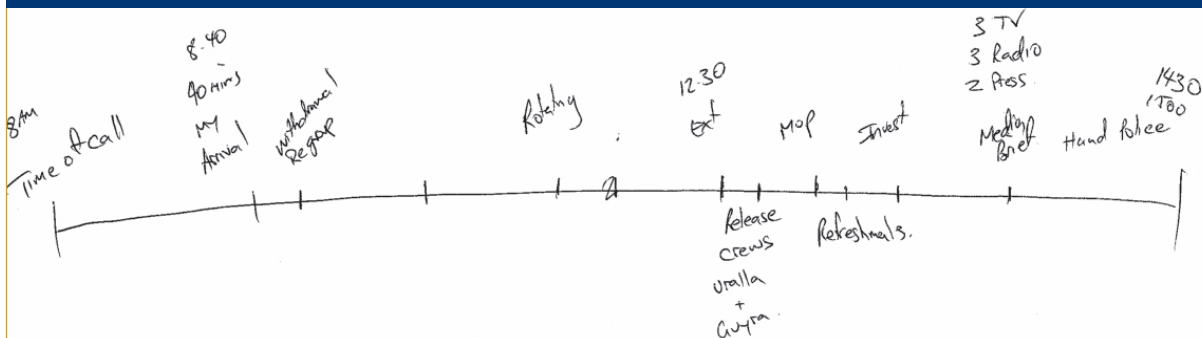 8AM
Time of call
8.40
40 mins
My
Arrival
withdrawal
Regroup
Rotating
12.30
Ext
Release
crews
Uralla
+
Guyra.
Mop
Refreshmals.
Invest
3 TV
3 Radio
2 Press.
Media
Brief
1430
1500
Hand Police